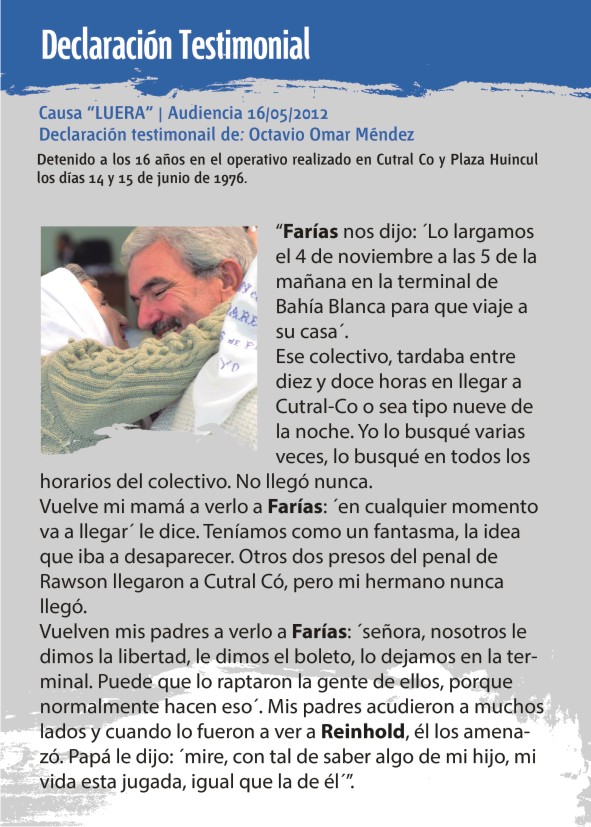 Declaración Testimonial
Causa “LUERA” | Audiencia 16/05/2012
Declaración testimonail de: Octavio Omar Méndez
Detenido a los 16 años en el operativo realizado en Cutral Co y Plaza Huincul
los días 14 y 15 de junio de 1976.
“Farías nos dijo: ´Lo largamos
el 4 de noviembre a las 5 de la
mañana en la terminal de
Bahía Blanca para que viaje a
su casa´.
Ese colectivo, tardaba entre
diez y doce horas en llegar a
Cutral-Co o sea tipo nueve de
la noche. Yo lo busqué varias
veces, lo busqué en todos los
horarios del colectivo. No llegó nunca.
Vuelve mi mamá a verlo a Farías: ´en cualquier momento
va a llegar´ le dice. Teníamos como un fantasma, la idea
que iba a desaparecer. Otros dos presos del penal de
Rawson llegaron a Cutral Có, pero mi hermano nunca
llegó.
Vuelven mis padres a verlo a Farías: ´señora, nosotros le
dimos la libertad, le dimos el boleto, lo dejamos en la ter-
minal. Puede que lo raptaron la gente de ellos, porque
normalmente hacen eso´. Mis padres acudieron a muchos
lados y cuando lo fueron a ver a Reinhold, él los amena-
zó. Papá le dijo: ´mire, con tal de saber algo de mi hijo, mi
vida esta jugada, igual que la de él´”.